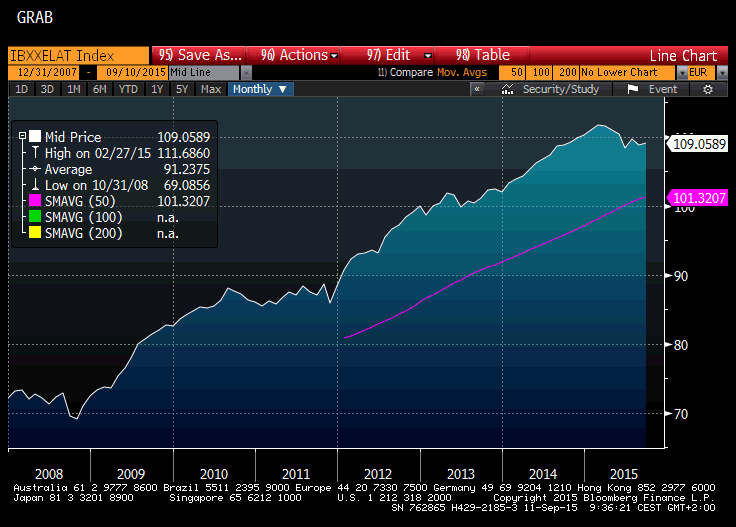 GRAB
IBXXELAT Index 95) Save As... 96) Actions 97) Edit 98) Table Line Chart
12/31/2007 - 09/10/2015 Mid Line 11) Compare Mov. Avgs 50 100 200 No Lower Chart EUR
1D 3D 1M 6M YTD 1Y 5Y Max Monthly ▼ « Security/Study Event
Mid Price 109.0589
High on 02/27/15 111.6860
Average 91.2375
Low on 10/31/08 69.0856
SMAVG (50) 101.3207
SMAVG (100) n.a.
SMAVG (200) n.a.
110
109.0589
101.3207
100
90
80
70
2008 2009 2010 2011 2012 2013 2014 2015
Australia 61 2 9777 8600 Brazil 5511 2395 9000 Europe 44 20 7330 7500 Germany 49 69 9204 1210 Hong Kong 852 2977 6000
Japan 81 3 3201 8900 Singapore 65 6212 1000 U.S. 1 212 318 2000 Copyright 2015 Bloomberg Finance L.P.
SN 762865 H429-2185-3 11-Sep-15 9:36:21 CEST GMT+2:00